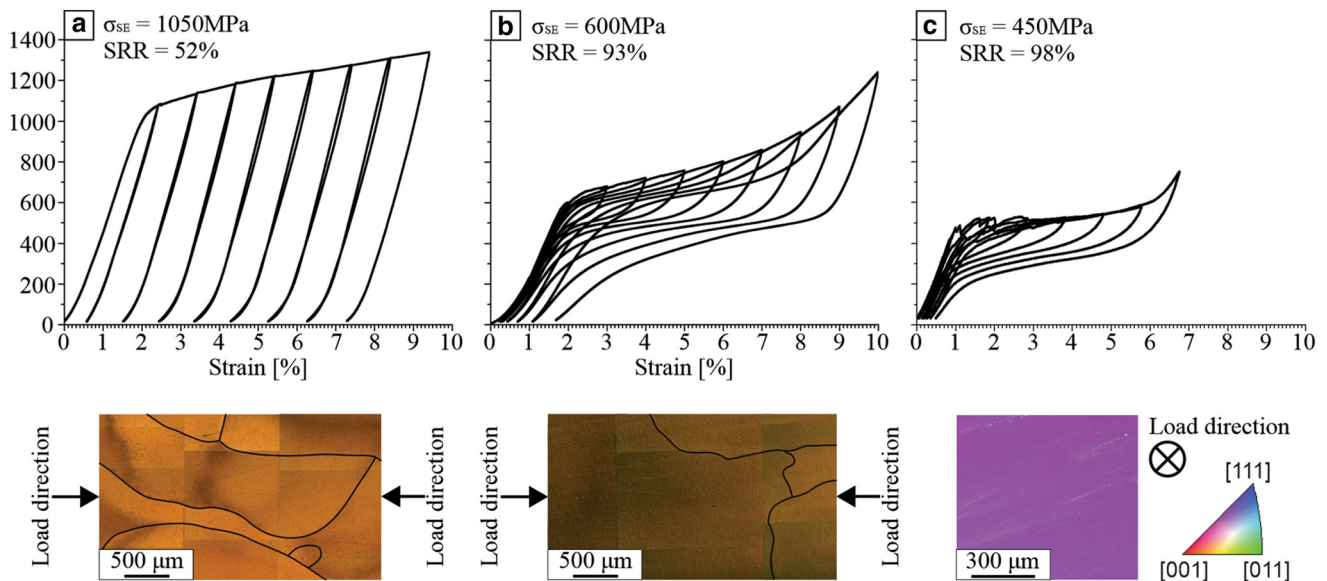 a
σSE = 1050MPa
SRR = 52%
1400
1200
1000
800
600
400
200
0
0 1 2 3 4 5 6 7 8 9 10
Strain [%]
b
σSE = 600MPa
SRR = 93%
0 1 2 3 4 5 6 7 8 9 10
Strain [%]
c
σSE = 450MPa
SRR = 98%
0 1 2 3 4 5 6 7 8 9 10
Load direction
500 μm
Load direction
Load direction
500 μm
Load direction
300 μm
Load direction
[111]
[001] [011]